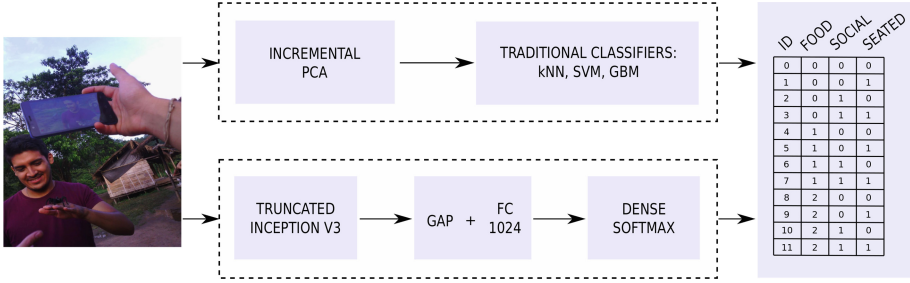 INCREMENTAL
PCA
TRADITIONAL CLASSIFIERS:
kNN, SVM, GBM
TRUNCATED
INCEPTION V3
GAP + FC
1024
DENSE
SOFTMAX
ID FOOD SOCIAL SEATED
0 0 0 0
1 0 0 1
2 0 1 0
3 0 1 1
4 1 0 0
5 1 0 1
6 1 1 0
7 1 1 1
8 2 0 0
9 2 0 1
10 2 1 0
11 2 1 1